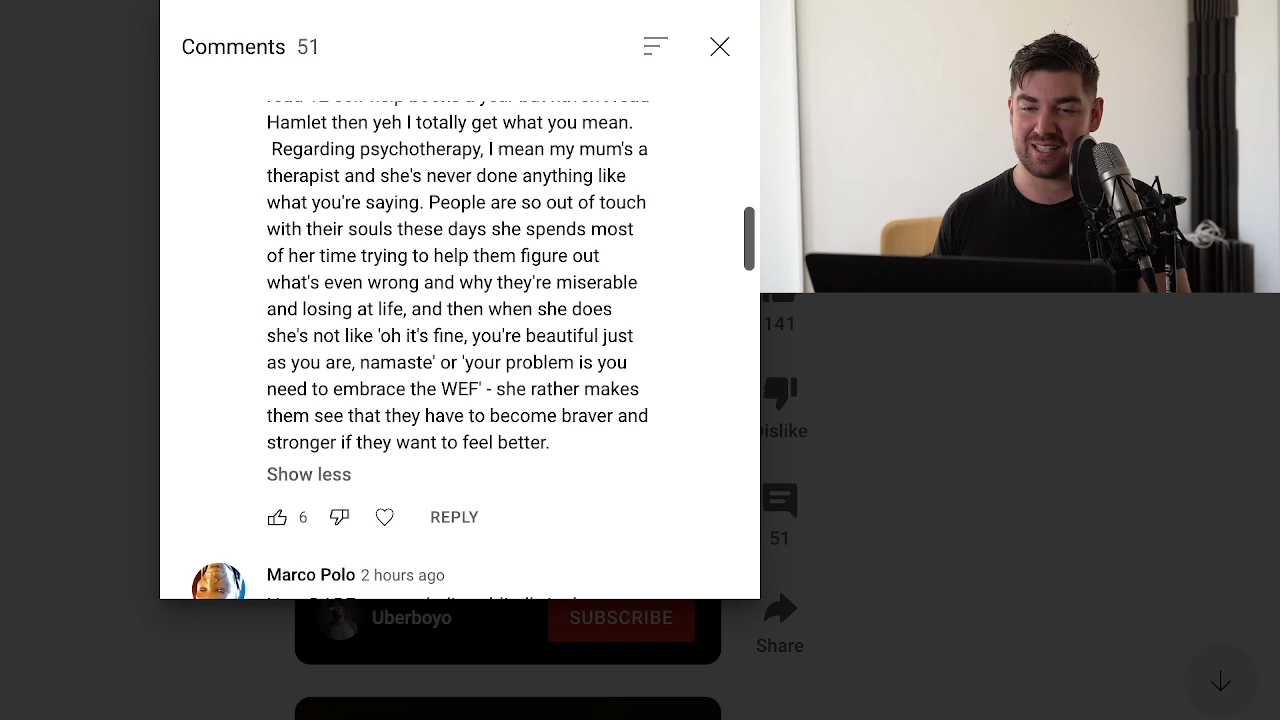 Comments 51
Hamlet then yeh I totally get what you mean.
Regarding psychotherapy, I mean my mum's a
therapist and she's never done anything like
what you're saying. People are so out of touch
with their souls these days she spends most
of her time trying to help them figure out
what's even wrong and why they're miserable
and losing at life, and then when she does
she's not like 'oh it's fine, you're beautiful just
as you are, namaste' or 'your problem is you
need to embrace the WEF' - she rather makes
them see that they have to become braver and
stronger if they want to feel better.
Show less
6 REPLY
Marco Polo 2 hours ago
Uberboyo SUBSCRIBE
141
islike
51
Share